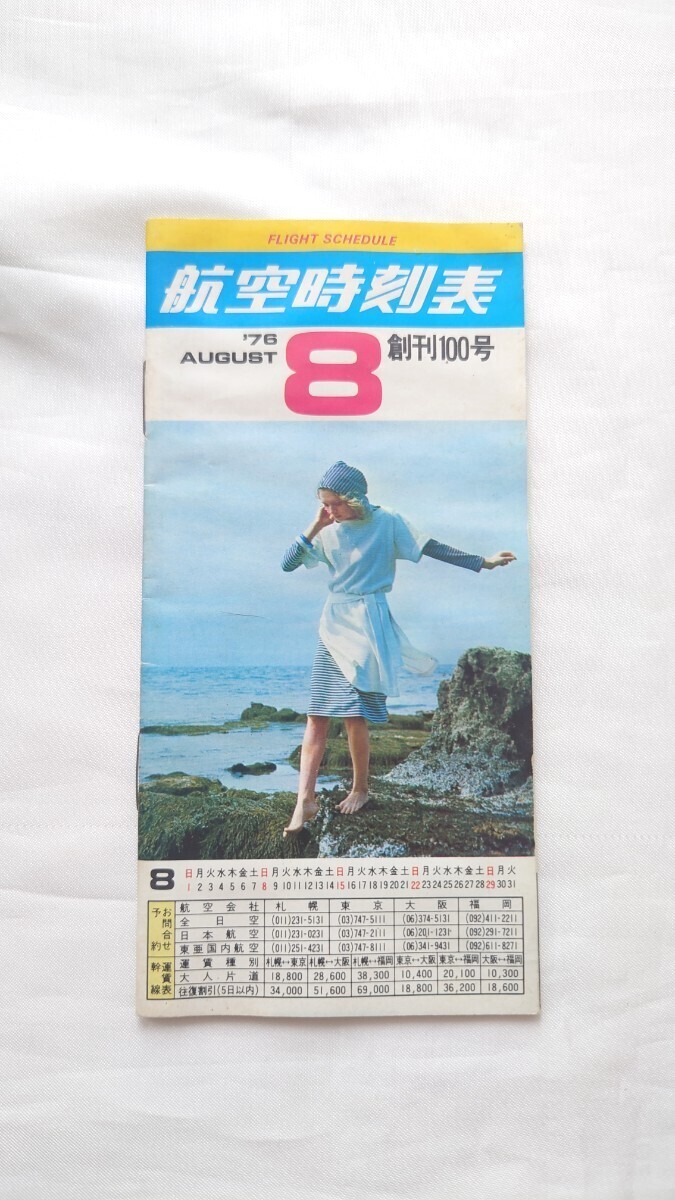 FLIGHT SCHEDULE
航空時刻表
'76
AUGUST
8
創刊100号
8
日月火水木金土日月火水木金土日月火水木金土日月火水木金土日月火
1 2 3 4 5 6 7 8 9 10 11 12 13 14 15 16 17 18 19 20 21 22 23 24 25 26 27 28 29 30 31
お問合せ
予約
航空会社 札幌 東京 大阪 福岡
全日空 (011)231-5131 (03)747-5111 (06)374-5131 (092)411-2211
日本航空 (011)231-0231 (03)747-2111 (06)201-1231 (092)291-7211
東亜国内航空 (011)251-4231 (03)747-8111 (06)341-9431 (092)611-8271
運賃表
幹線
運賃種別 札幌↔東京 札幌↔大阪 札幌↔福岡 東京↔大阪 東京↔福岡 大阪↔福岡
大人片道 18,800 28,600 38,300 10,400 20,100 10,300
往復割引(5日以内) 34,000 51,600 69,000 18,800 36,200 18,600